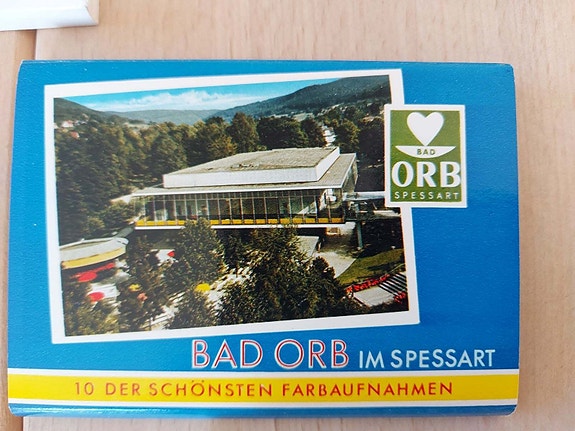 BAD
ORB
SPESSART
BAD ORB IM SPESSART
10 DER SCHÖNSTEN FARBAUFNAHMEN